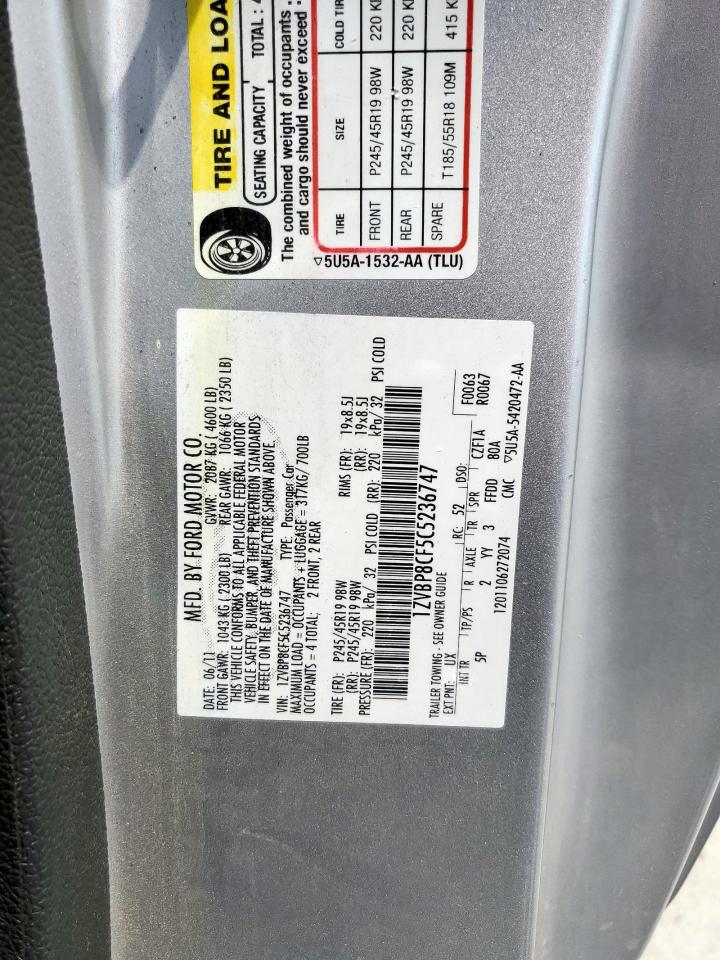 TIRE AND LOA
SEATING CAPACITY TOTAL : 4
The combined weight of occupants
and cargo should never exceed :
TIRE SIZE COLD TIR
FRONT P245/45R19 98W 220 K
REAR P245/45R19 98W 220 K
SPARE T185/55R18 109M 415 K
▽5U5A-1532-AA (TLU)
MFD. BY FORD MOTOR CO.
DATE: 06/11 GVWR: 2087 KG ( 4600 LB)
FRONT GAWR: 1043 KG ( 2300 LB) REAR GAWR: 1066 KG ( 2350 LB)
THIS VEHICLE CONFORMS TO ALL APPLICABLE FEDERAL MOTOR
VEHICLE SAFETY, BUMPER, AND THEFT PREVENTION STANDARDS
IN EFFECT ON THE DATE OF MANUFACTURE SHOWN ABOVE.
VIN: 1ZVBP8CF5C5236747 TYPE: Passenger Car
MAXIMUM LOAD = OCCUPANTS + LUGGAGE = 317KG/ 700LB
OCCUPANTS = 4 TOTAL; 2 FRONT, 2 REAR
TIRE (FR): P245/45R19 98W RIMS (FR): 19x8.5J
(RR): P245/45R19 98W (RR): 19x8.5J
PRESSURE (FR): 220 kPa/ 32 PSI COLD (RR): 220 kPa/ 32 PSI COLD
1ZVBP8CF5C5236747
TRAILER TOWING - SEE OWNER GUIDE
EXT PNT: UX RC: 52 DSO: F0063
INT TR TP/PS R AXLE TR SPR CZF1A R0067
5P 2 YY 3 FFDD BOA
1201106272074 CMC ▽5U5A-5420472-AA